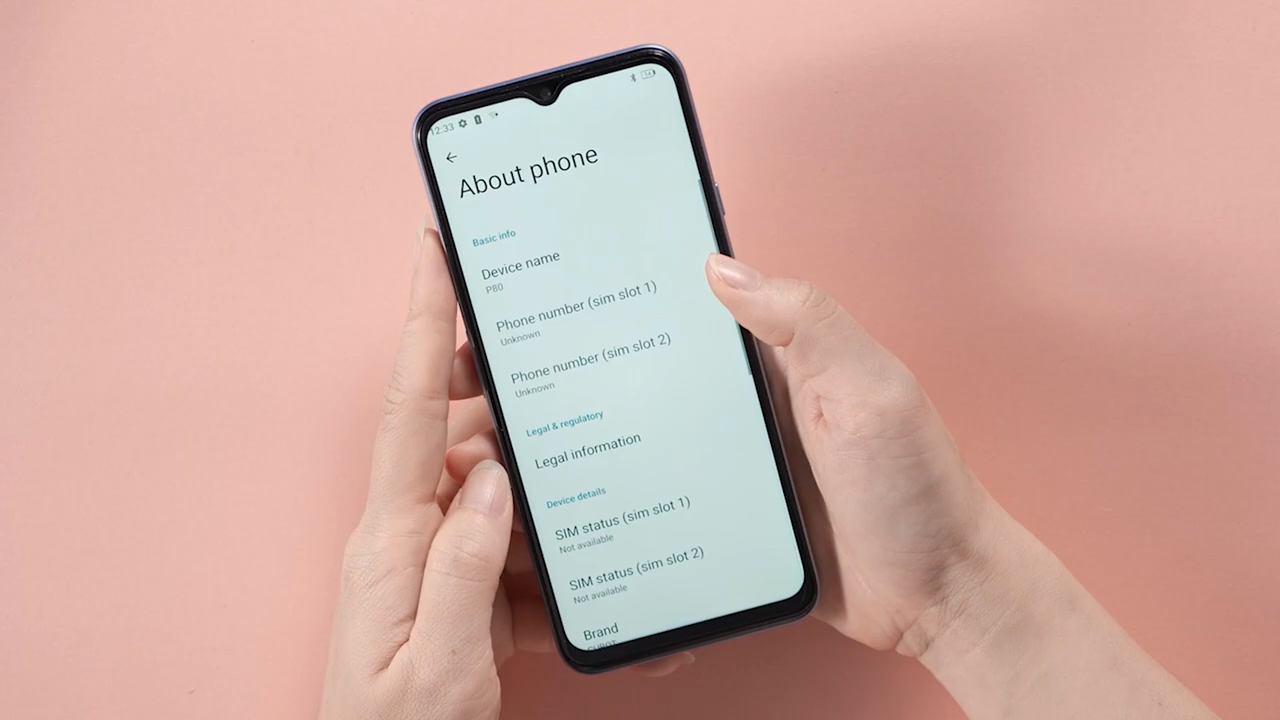 12:33
About phone
Basic info
Device name
P80
Phone number (sim slot 1)
Unknown
Phone number (sim slot 2)
Unknown
Legal & regulatory
Legal information
Device details
SIM status (sim slot 1)
Not available
SIM status (sim slot 2)
Not available
Brand